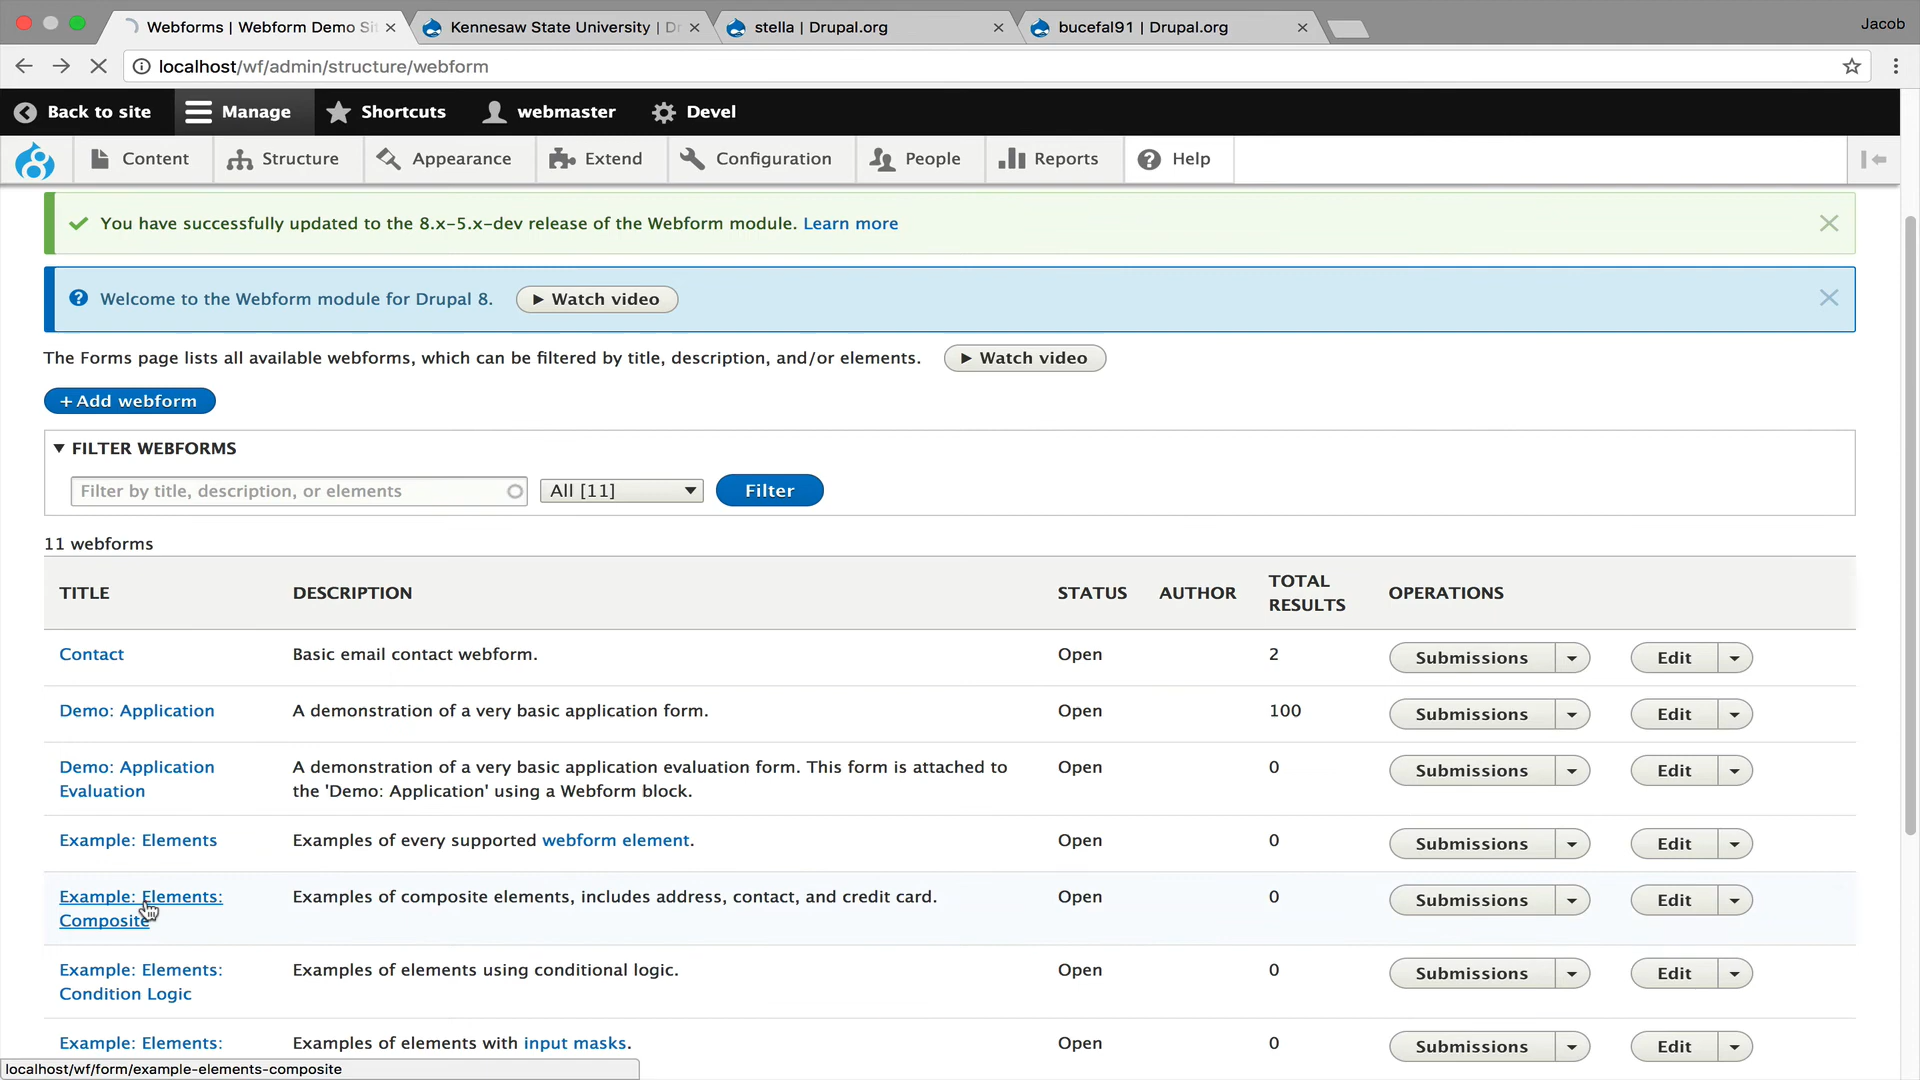 Webforms | Webform Demo Si
Kennesaw State University | Dr
stella | Drupal.org
bucefal91 | Drupal.org
Jacob
localhost/wf/admin/structure/webform
Back to site
Manage
Shortcuts
webmaster
Devel
Content
Structure
Appearance
Extend
Configuration
People
Reports
Help
You have successfully updated to the 8.x-5.x-dev release of the Webform module. Learn more
Welcome to the Webform module for Drupal 8.
Watch video
The Forms page lists all available webforms, which can be filtered by title, description, and/or elements.
Watch video
+ Add webform
FILTER WEBFORMS
Filter by title, description, or elements
All [11]
Filter
11 webforms
TITLE
DESCRIPTION
STATUS
AUTHOR
TOTAL
RESULTS
OPERATIONS
Contact
Basic email contact webform.
Open
2
Submissions
Edit
Demo: Application
A demonstration of a very basic application form.
Open
100
Submissions
Edit
Demo: Application
Evaluation
A demonstration of a very basic application evaluation form. This form is attached to
the 'Demo: Application' using a Webform block.
Open
0
Submissions
Edit
Example: Elements
Examples of every supported webform element.
Open
0
Submissions
Edit
Example: Elements:
Composite
Examples of composite elements, includes address, contact, and credit card.
Open
0
Submissions
Edit
Example: Elements:
Condition Logic
Examples of elements using conditional logic.
Open
0
Submissions
Edit
Example: Elements:
Examples of elements with input masks.
Open
0
Submissions
Edit
localhost/wf/form/example-elements-composite